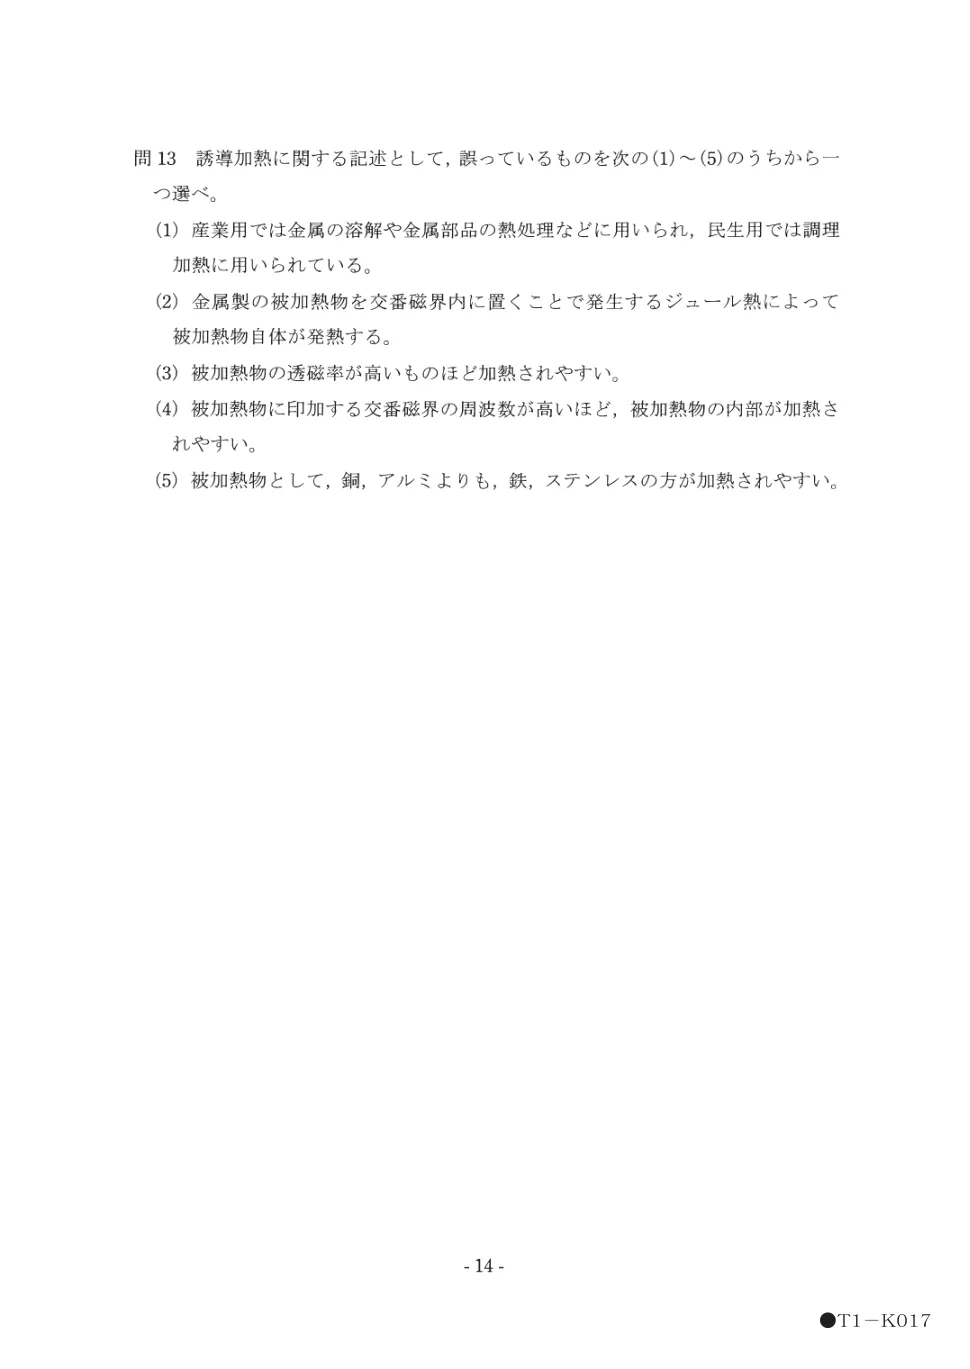 問13 誘導加熱に関する記述として，誤っているものを次の(1)～(5)のうちから一
つ選べ。
(1) 産業用では金属の溶解や金属部品の熱処理などに用いられ，民生用では調理
加熱に用いられている。
(2) 金属製の被加熱物を交番磁界内に置くことで発生するジュール熱によって
被加熱物自体が発熱する。
(3) 被加熱物の透磁率が高いものほど加熱されやすい。
(4) 被加熱物に印加する交番磁界の周波数が高いほど，被加熱物の内部が加熱さ
れやすい。
(5) 被加熱物として，銅，アルミよりも，鉄，ステンレスの方が加熱されやすい。
- 14 -
●T1－K017